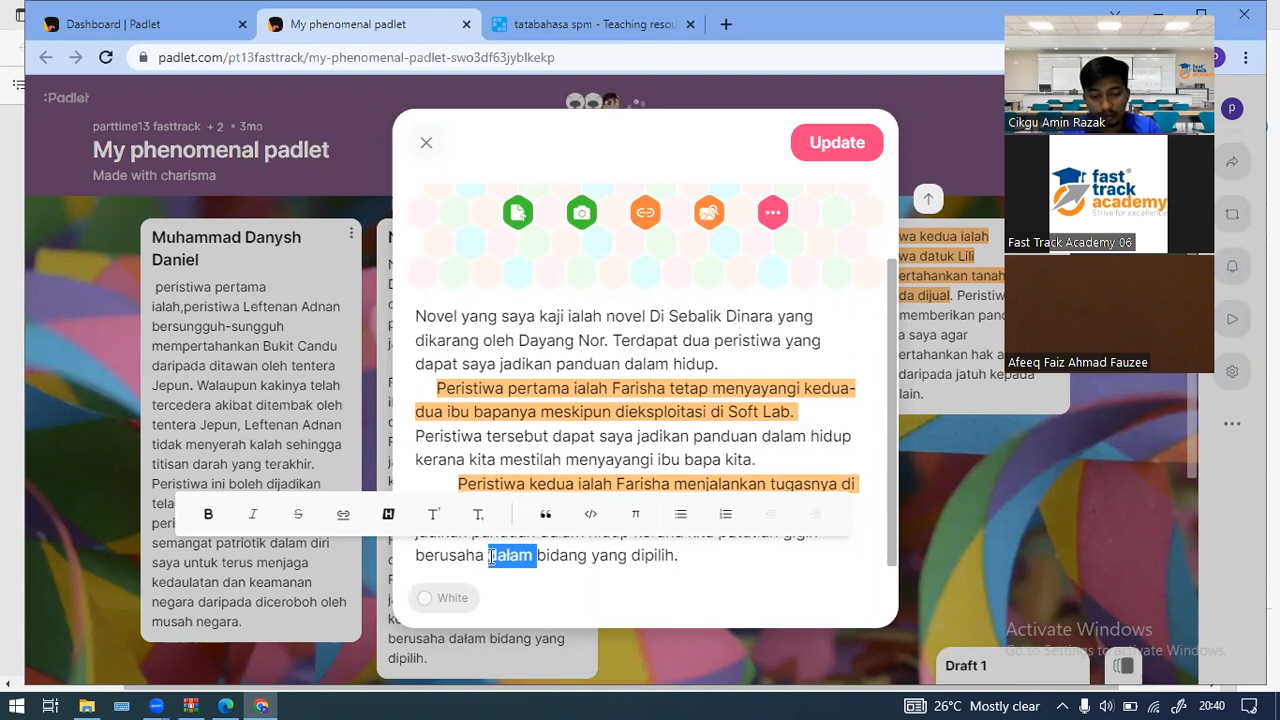 Dashboard | Padlet
My phenomenal padlet
tatabahasa spm - Teaching resou
padlet.com/pt13fasttrack/my-phenomenal-padlet-swo3df63jyblkekp
:Padlet
parttime13 fasttrack + 2 • 3mo
My phenomenal padlet
Made with charisma
Update
Muhammad Danysh
Daniel
peristiwa pertama
ialah,peristiwa Leftenan Adnan
bersungguh-sungguh
mempertahankan Bukit Candu
daripada ditawan oleh tentera
Jepun. Walaupun kakinya telah
tercedera akibat ditembak oleh
tentera Jepun, Leftenan Adnan
tidak menyerah kalah sehingga
titisan darah yang terakhir.
Peristiwa ini boleh dijadikan
semangat patriotik dalam diri
saya untuk terus menjaga
kedaulatan dan keamanan
negara daripada diceroboh oleh
musah negara.
Novel yang saya kaji ialah novel Di Sebalik Dinara yang
dikarang oleh Dayang Nor. Terdapat dua peristiwa yang
dapat saya jadikan panduan dalam hidup.
Peristiwa pertama ialah Farisha tetap menyayangi kedua-
dua ibu bapanya meskipun dieksploitasi di Soft Lab.
Peristiwa tersebut dapat saya jadikan panduan dalam hidup
kerana kita mestilah menyayangi ibu bapa kita.
Peristiwa kedua ialah Farisha menjalankan tugasnya di
B I S H T T, “ </> π
jadikan panduan dalam hidup kerana kita patutlah gigih
berusaha dałam bidang yang dipilih.
White
berusaha dałam bidang yang
dipilih.
wa kedua ialah
wa datuk Lili
ertahankan tanah
da dijual. Peristiw
memberikan pand
a saya agar
ertahankan hak a
daripada jatuh kepada
lain.
Cikgu Amin Razak
fast
track
academy
Strive for excellence
Fast Track Academy 06
Afeeq Faiz Ahmad Fauzee
P
p
Activate Windows
Go to Settings to activate Windows.
Draft 1
26°C Mostly clear
20:40